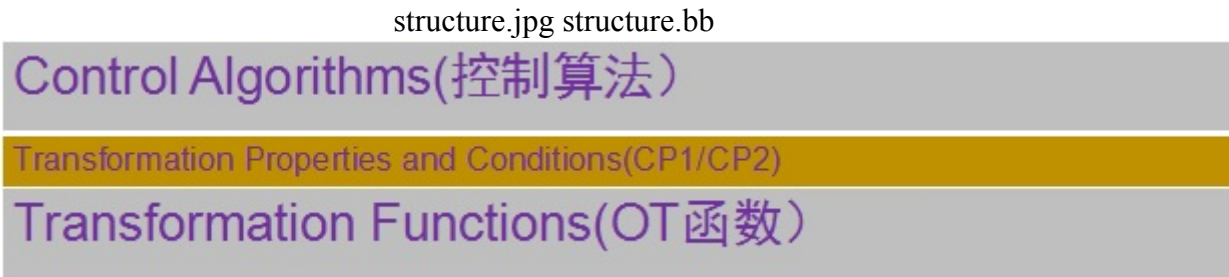 structure.jpg structure.bb
Control Algorithms(控制算法）
Transformation Properties and Conditions(CP1/CP2)
Transformation Functions(OT函数）